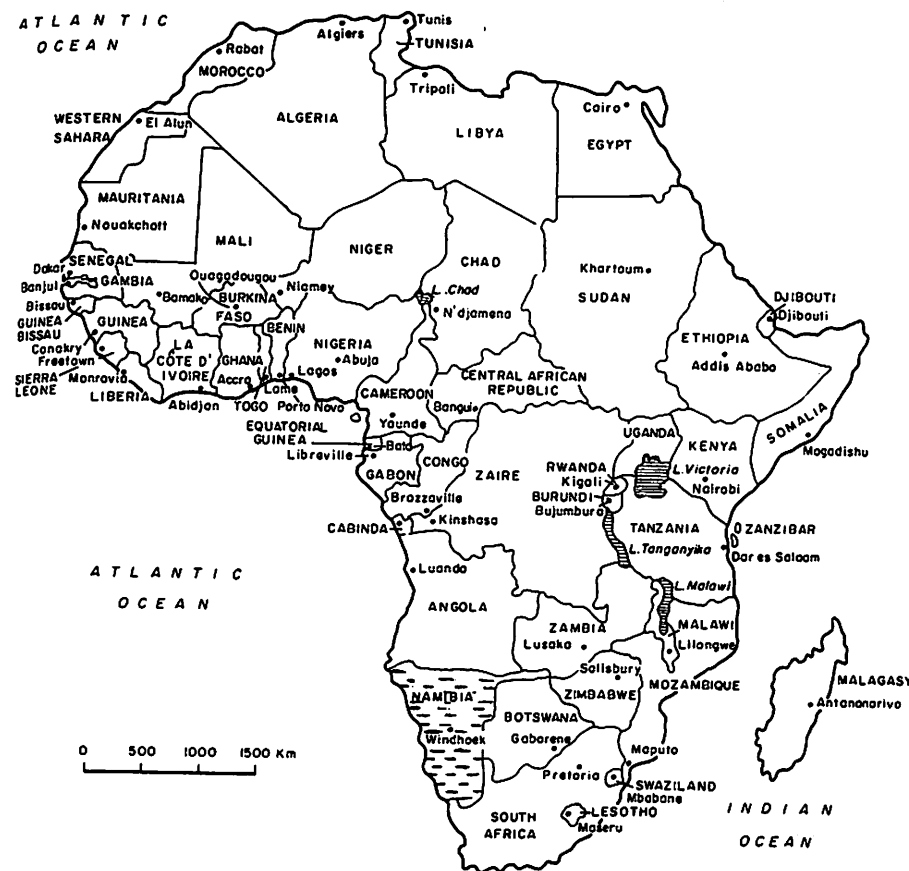 ATLANTIC
OCEAN
Tunis
Algiers
TUNISIA
Rabat
MOROCCO
Tripoli
Cairo
WESTERN
SAHARA
El Aiun
ALGERIA
LIBYA
EGYPT
MAURITANIA
Nouakchott
MALI
NIGER
CHAD
Khartoum
SUDAN
Dakar
SENEGAL
Banjul
GAMBIA
Bamako
Ouagadougou
BURKINA
FASO
Niamey
L. Chad
N'djamena
DJIBOUTI
Djibouti
Bissau
GUINEA
BISSAU
GUINEA
Conakry
Freetown
SIERRA
LEONE
Monrovia
LIBERIA
LA
CÔTE D'
IVOIRE
Abidjan
GHANA
Accra
TOGO
Lome
BENIN
Porto Novo
Lagos
NIGERIA
Abuja
ETHIOPIA
Addis Ababa
CENTRAL AFRICAN
REPUBLIC
Bangui
CAMEROON
Yaunde
EQUATORIAL
GUINEA
Bata
Libreville
GABON
CONGO
Brozzaville
ZAIRE
UGANDA
KENYA
SOMALIA
Mogadishu
L. Victoria
Nairobi
RWANDA
Kigali
BURUNDI
Bujumbura
CABINDA
Kinshasa
TANZANIA
ZANZIBAR
L. Tanganyika
Dar es Salaam
ATLANTIC
OCEAN
Luanda
ANGOLA
L. Malawi
ZAMBIA
Lusaka
MALAWI
Lilongwe
Salisbury
ZIMBABWE
MOZAMBIQUE
MALAGASY
Antananarivo
NAMIBIA
Windhoek
BOTSWANA
Gabarene
0 500 1000 1500 Km
Maputo
Pretoria
SWAZILAND
Mbabane
SOUTH
AFRICA
LESOTHO
Maseru
INDIAN
OCEAN